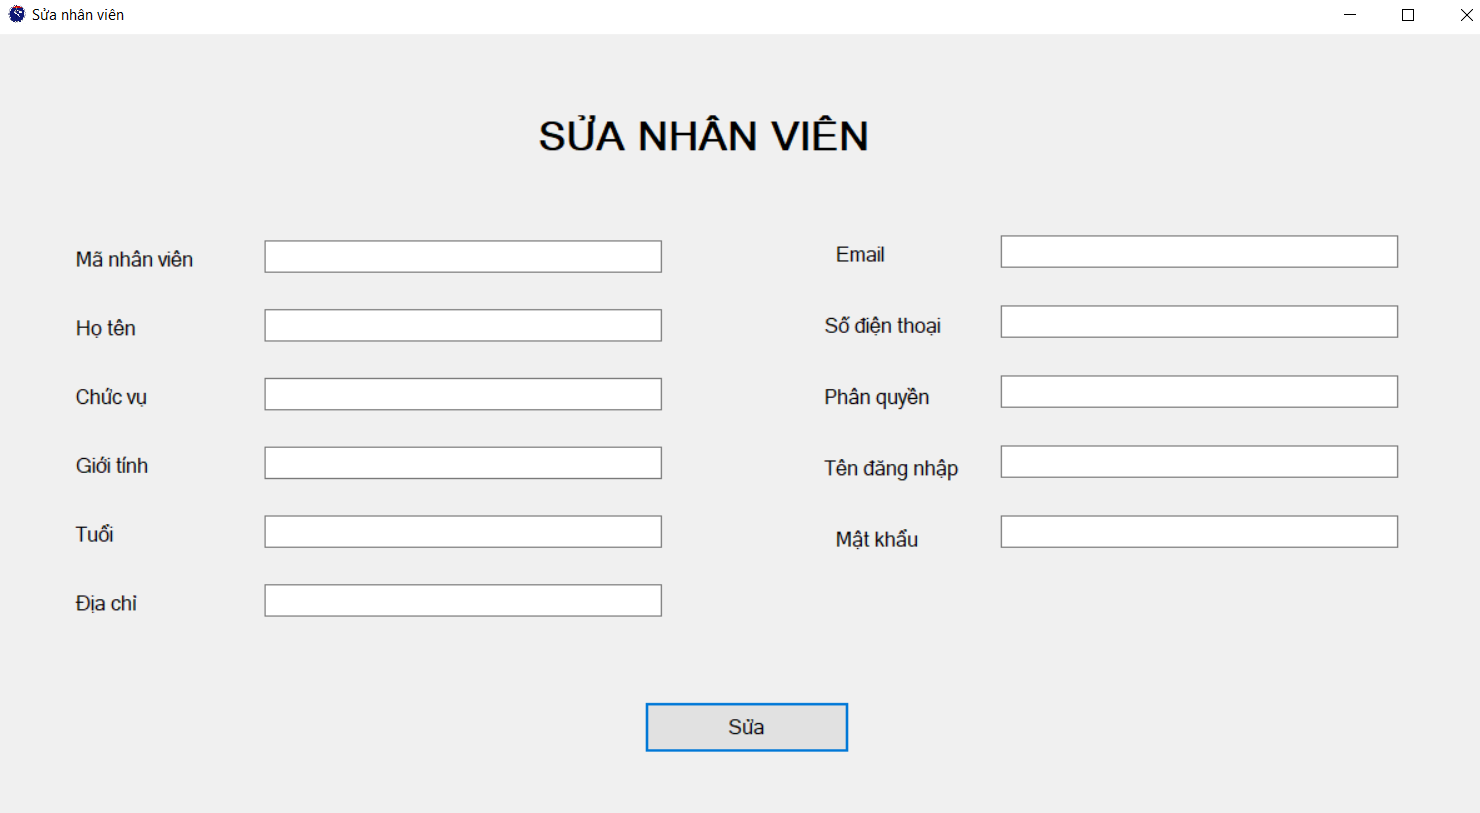 Sửa nhân viên
SỬA NHÂN VIÊN
Mã nhân viên
Họ tên
Chức vụ
Giới tính
Tuổi
Địa chỉ
Email
Số điện thoại
Phân quyền
Tên đăng nhập
Mật khẩu
Sửa